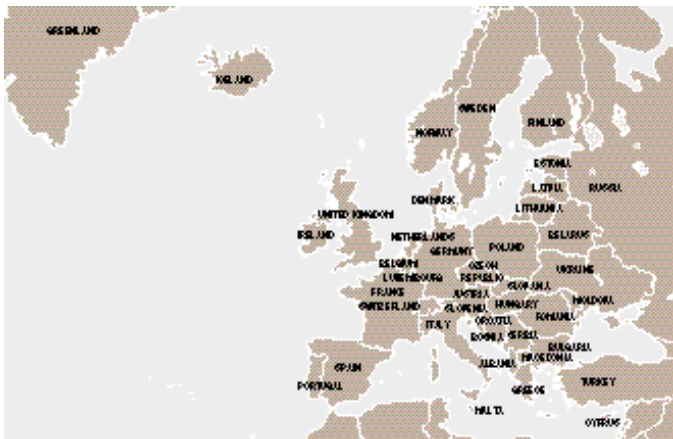 GREENLAND
ICELAND
SWEDEN
NORWAY
FINLAND
ESTONIA
LATVIA
RUSSIA
DENMARK
LITHUANIA
UNITED KINGDOM
IRELAND
NETHERLANDS
BELARUS
GERMUNY
POLAND
BELGIUM
CZECH
REPUBLIC
UKRAINE
LUXEMBOURG
SLOVANIA
FRANCE
AUSTRIA
HUNGARY
MOLDOVA
SWITZERLAND
SLOVENIA
ROMANIA
ITALY
CROATIA
BOSNIA
SERBIA
BULGARIA
MACEDONIA
ALBANIA
SPAIN
PORTUGAL
GREECE
TURKEY
MALTA
CYPRUS